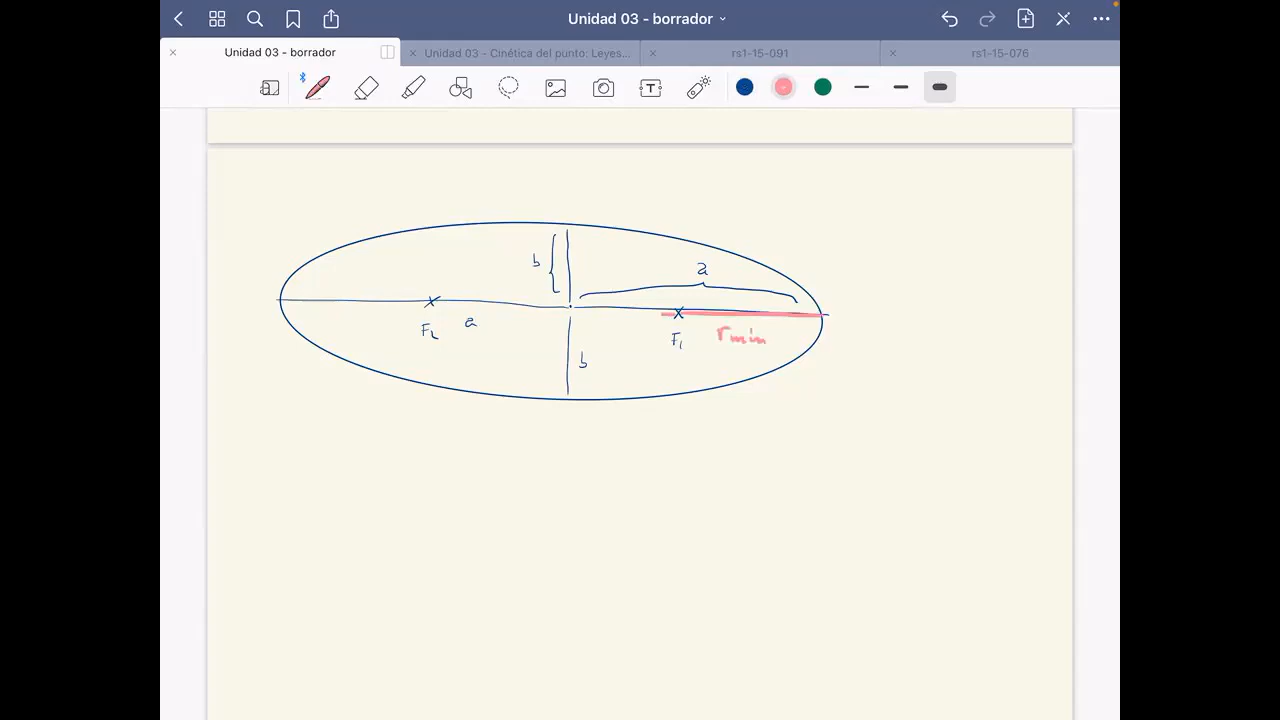 Unidad 03 - borrador
Unidad 03 - borrador
Unidad 03 - Cinética del punto: Leyes...
rs1-15-091
rs1-15-076
T
b
a
F₂
a
F₁
rmin
b